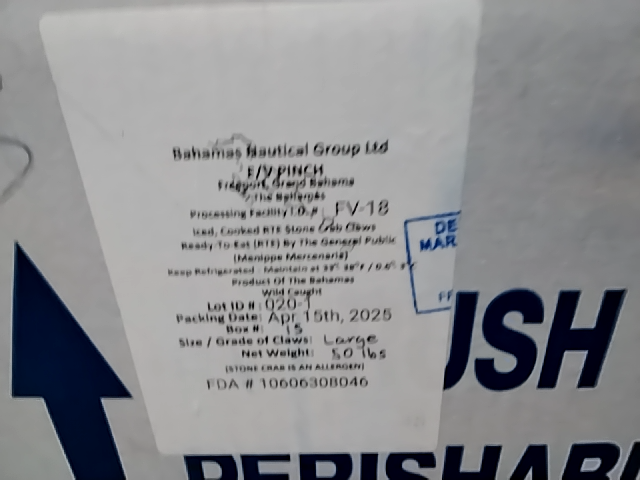 Bahamas Nautical Group Ltd
F/V PINCH
Freeport, Grand Bahama
The Bahamas
Processing Facility I.D. #: FV-18
Iced, Cooked RTE Stone Crab Claws
Ready-To-Eat (RTE) By The General Public
(Menippe Mercenaria)
Keep Refrigerated - Maintain at
Product Of The Bahamas
Wild Caught
Lot ID #: 020-1
Packing Date: Apr 15th, 2025
Box #: 15
Size / Grade of Claws: Large
Net Weight: 50 lbs
(STONE CRAB IS AN ALLERGEN)
FDA # 10606308046
DE
MAR
USH
PERISHAB